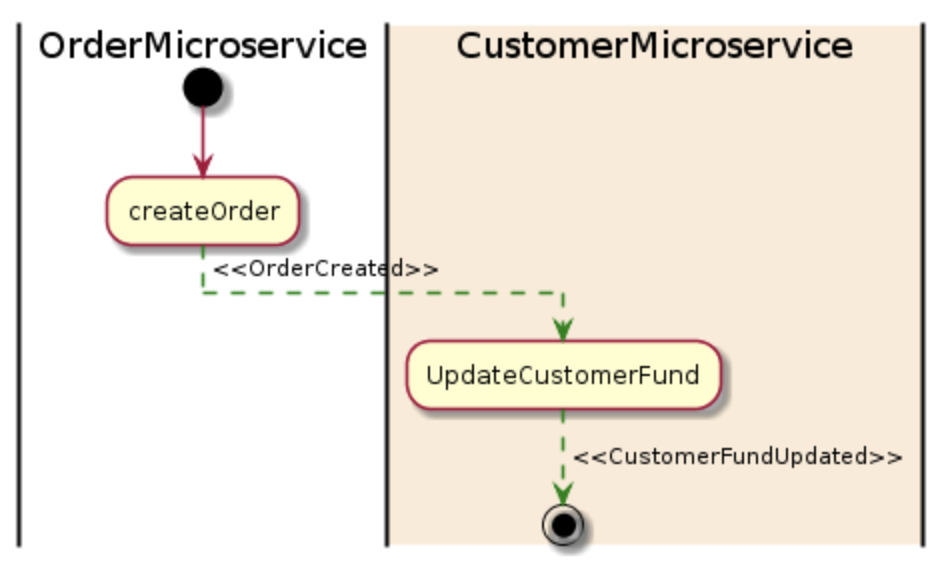 OrderMicroservice
CustomerMicroservice
createOrder
<<OrderCreated>>
UpdateCustomerFund
<<CustomerFundUpdated>>